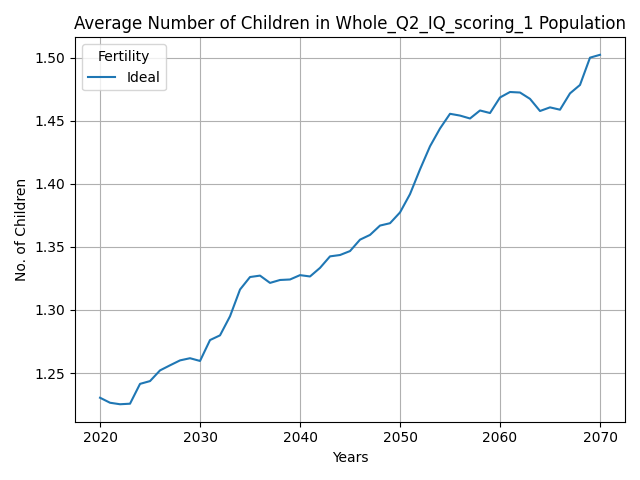 Average Number of Children in Whole_Q2_IQ_scoring_1 Population
Fertility
Ideal
1.50
1.45
1.40
1.35
1.30
1.25
No. of Children
2020 2030 2040 2050 2060 2070
Years